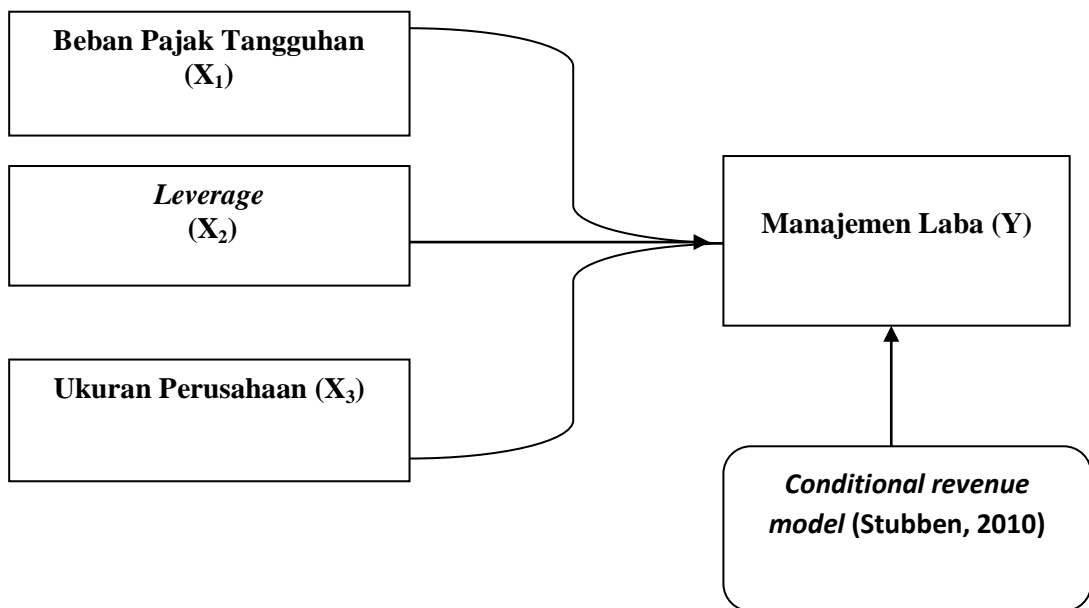 Beban Pajak Tangguhan
(X₁)
Leverage
(X₂)
Ukuran Perusahaan (X₃)
Manajemen Laba (Y)
Conditional revenue
model (Stubben, 2010)